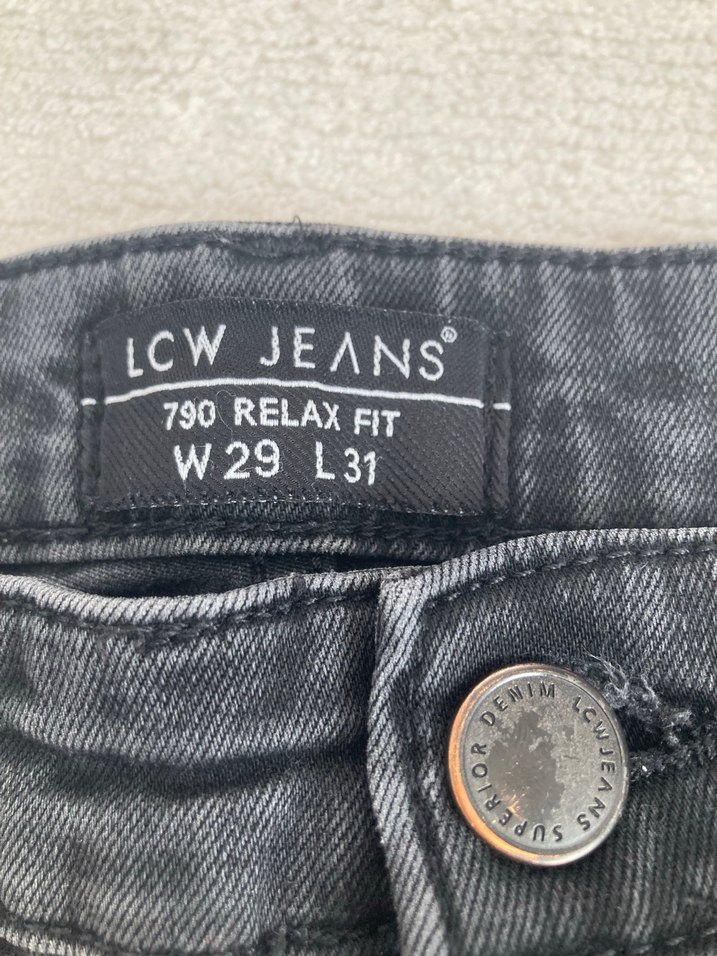 LCW JEANS®
790 RELAX FIT
W 29 L 31
SUPERIOR DENIM LCWJEANS